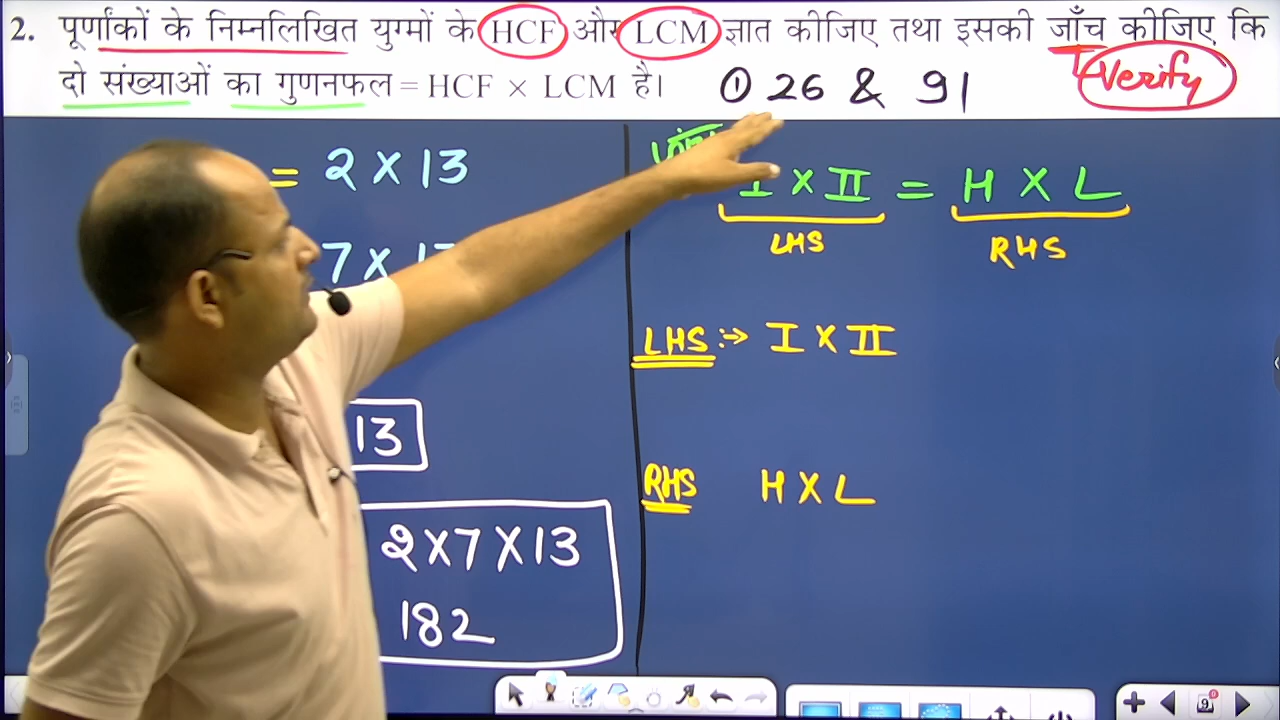 2. पूर्णांकों के निम्नलिखित युग्मों के HCF और LCM ज्ञात कीजिए तथा इसकी जाँच कीजिए कि
दो संख्याओं का गुणनफल = HCF × LCM है।
① 26 & 91
Verify
= 2 × 13
7 ×
13
2×7×13
182
I × II = H × L
LHS
RHS
LHS :→ I × II
RHS H × L
9